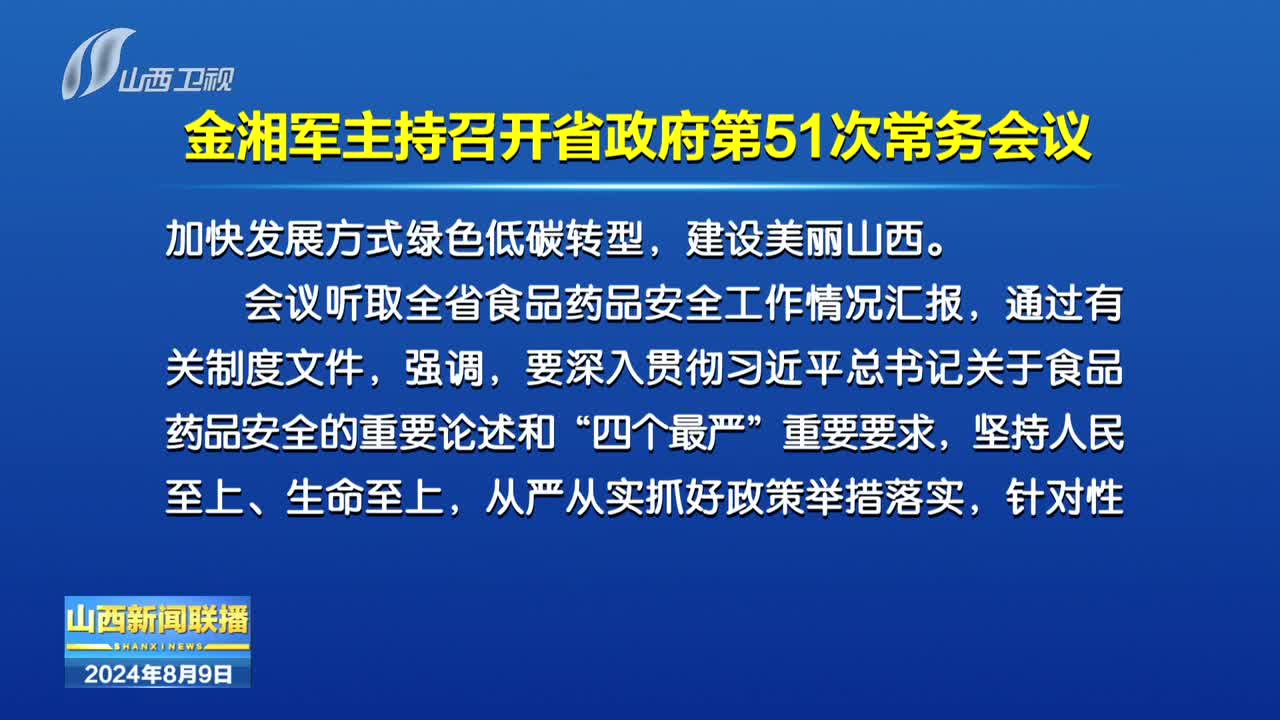 山西卫视
金湘军主持召开省政府第51次常务会议
加快发展方式绿色低碳转型，建设美丽山西。
会议听取全省食品药品安全工作情况汇报，通过有
关制度文件，强调，要深入贯彻习近平总书记关于食品
药品安全的重要论述和“四个最严”重要要求，坚持人民
至上、生命至上，从严从实抓好政策举措落实，针对性
山西新闻联播
SHANXI NEWS
2024年8月9日